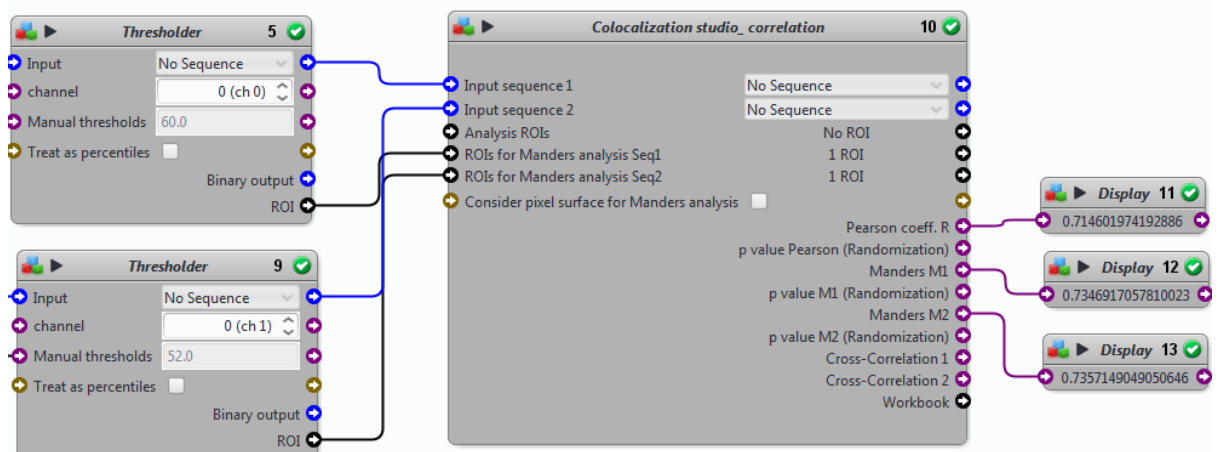 Thresholder 5
Input No Sequence
channel 0 (ch 0)
Manual thresholds 60.0
Treat as percentiles
Binary output
ROI
Thresholder 9
Input No Sequence
channel 0 (ch 1)
Manual thresholds 52.0
Treat as percentiles
Binary output
ROI
Colocalization studio_ correlation 10
Input sequence 1 No Sequence
Input sequence 2 No Sequence
Analysis ROIs No ROI
ROIs for Manders analysis Seq1 1 ROI
ROIs for Manders analysis Seq2 1 ROI
Consider pixel surface for Manders analysis
Pearson coeff. R
p value Pearson (Randomization)
Manders M1
p value M1 (Randomization)
Manders M2
p value M2 (Randomization)
Cross-Correlation 1
Cross-Correlation 2
Workbook
Display 11
0.714601974192886
Display 12
0.7346917057810023
Display 13
0.7357149049050646